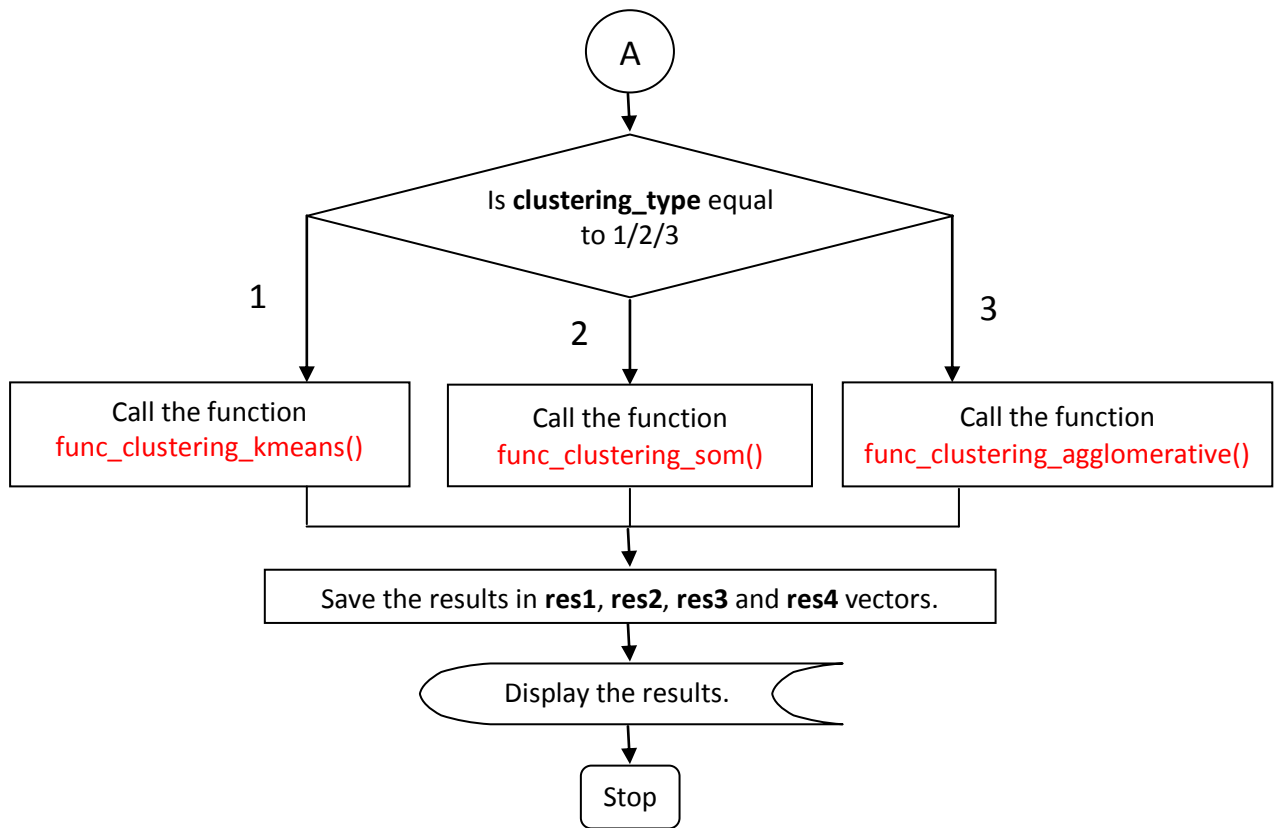 A
Is clustering_type equal
to 1/2/3
1
2
3
Call the function
func_clustering_kmeans()
Call the function
func_clustering_som()
Call the function
func_clustering_agglomerative()
Save the results in res1, res2, res3 and res4 vectors.
Display the results.
Stop